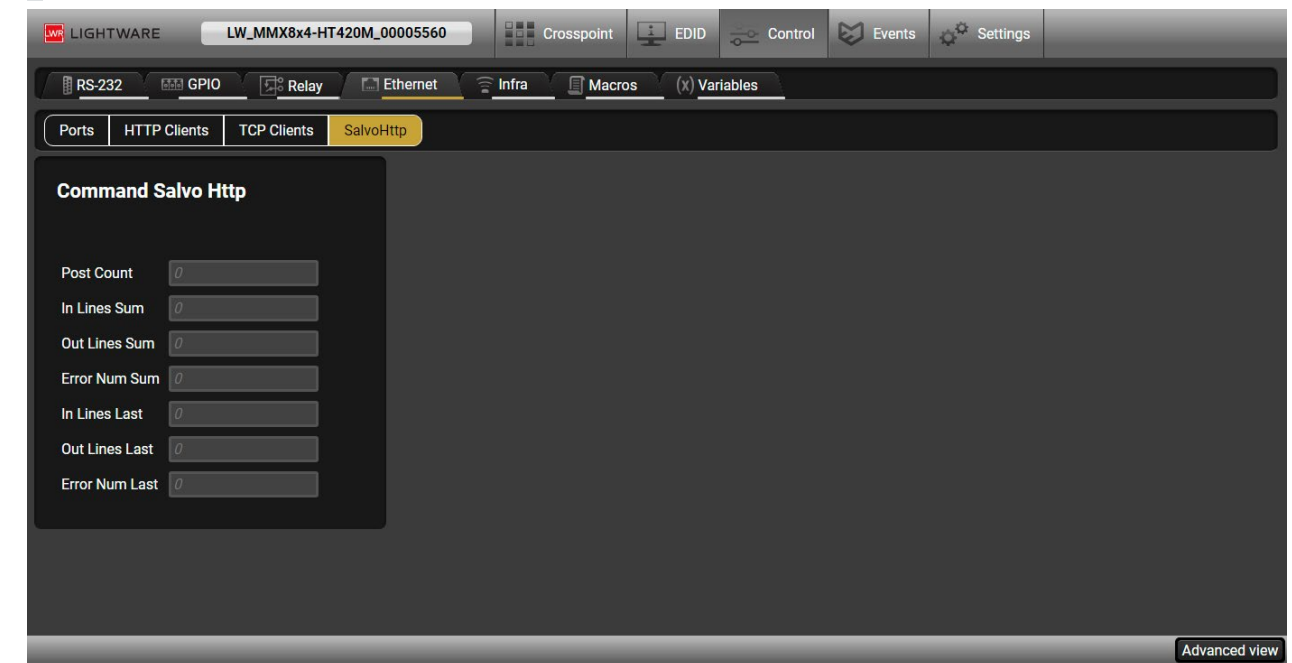 LWR LIGHTWARE LW_MMX8x4-HT420M_00005560 Crosspoint EDID Control Events Settings
RS-232 GPIO Relay Ethernet Infra Macros (x) Variables
Ports HTTP Clients TCP Clients SalvoHttp
Command Salvo Http
Post Count 0
In Lines Sum 0
Out Lines Sum 0
Error Num Sum 0
In Lines Last 0
Out Lines Last 0
Error Num Last 0
Advanced view